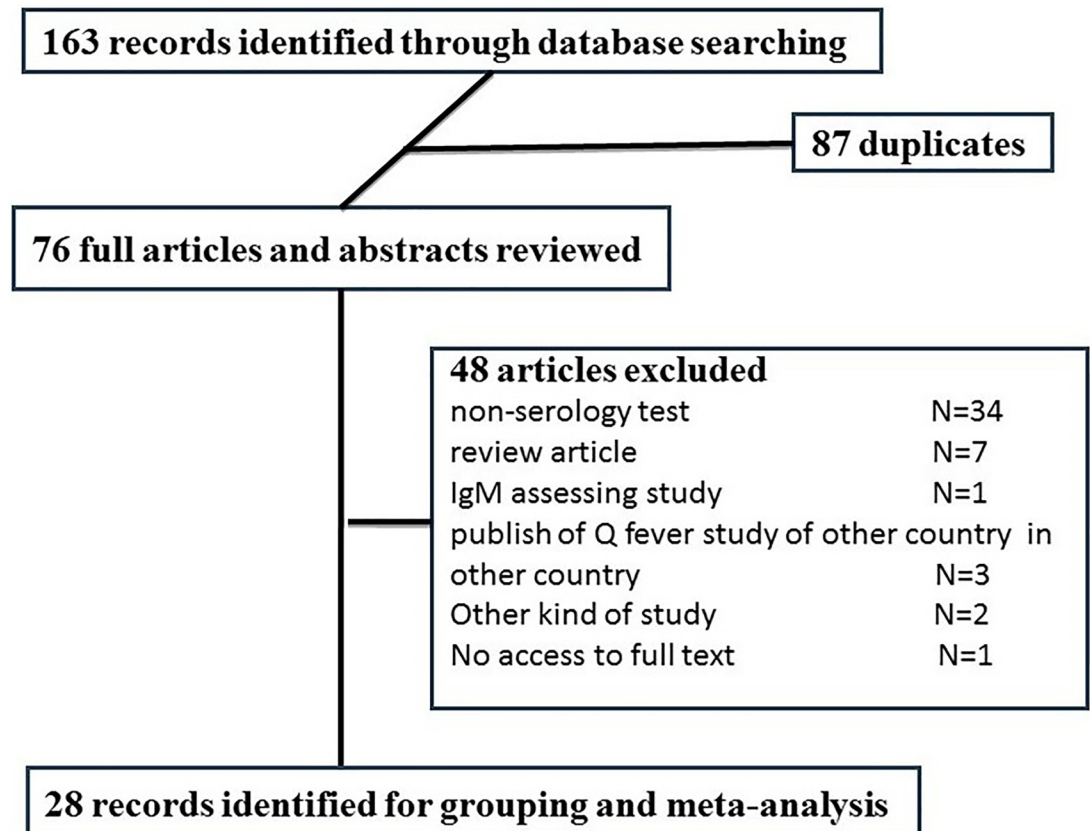 163 records identified through database searching
87 duplicates
76 full articles and abstracts reviewed
48 articles excluded
non-serology test N=34
review article N=7
IgM assessing study N=1
publish of Q fever study of other country in
other country N=3
Other kind of study N=2
No access to full text N=1
28 records identified for grouping and meta-analysis